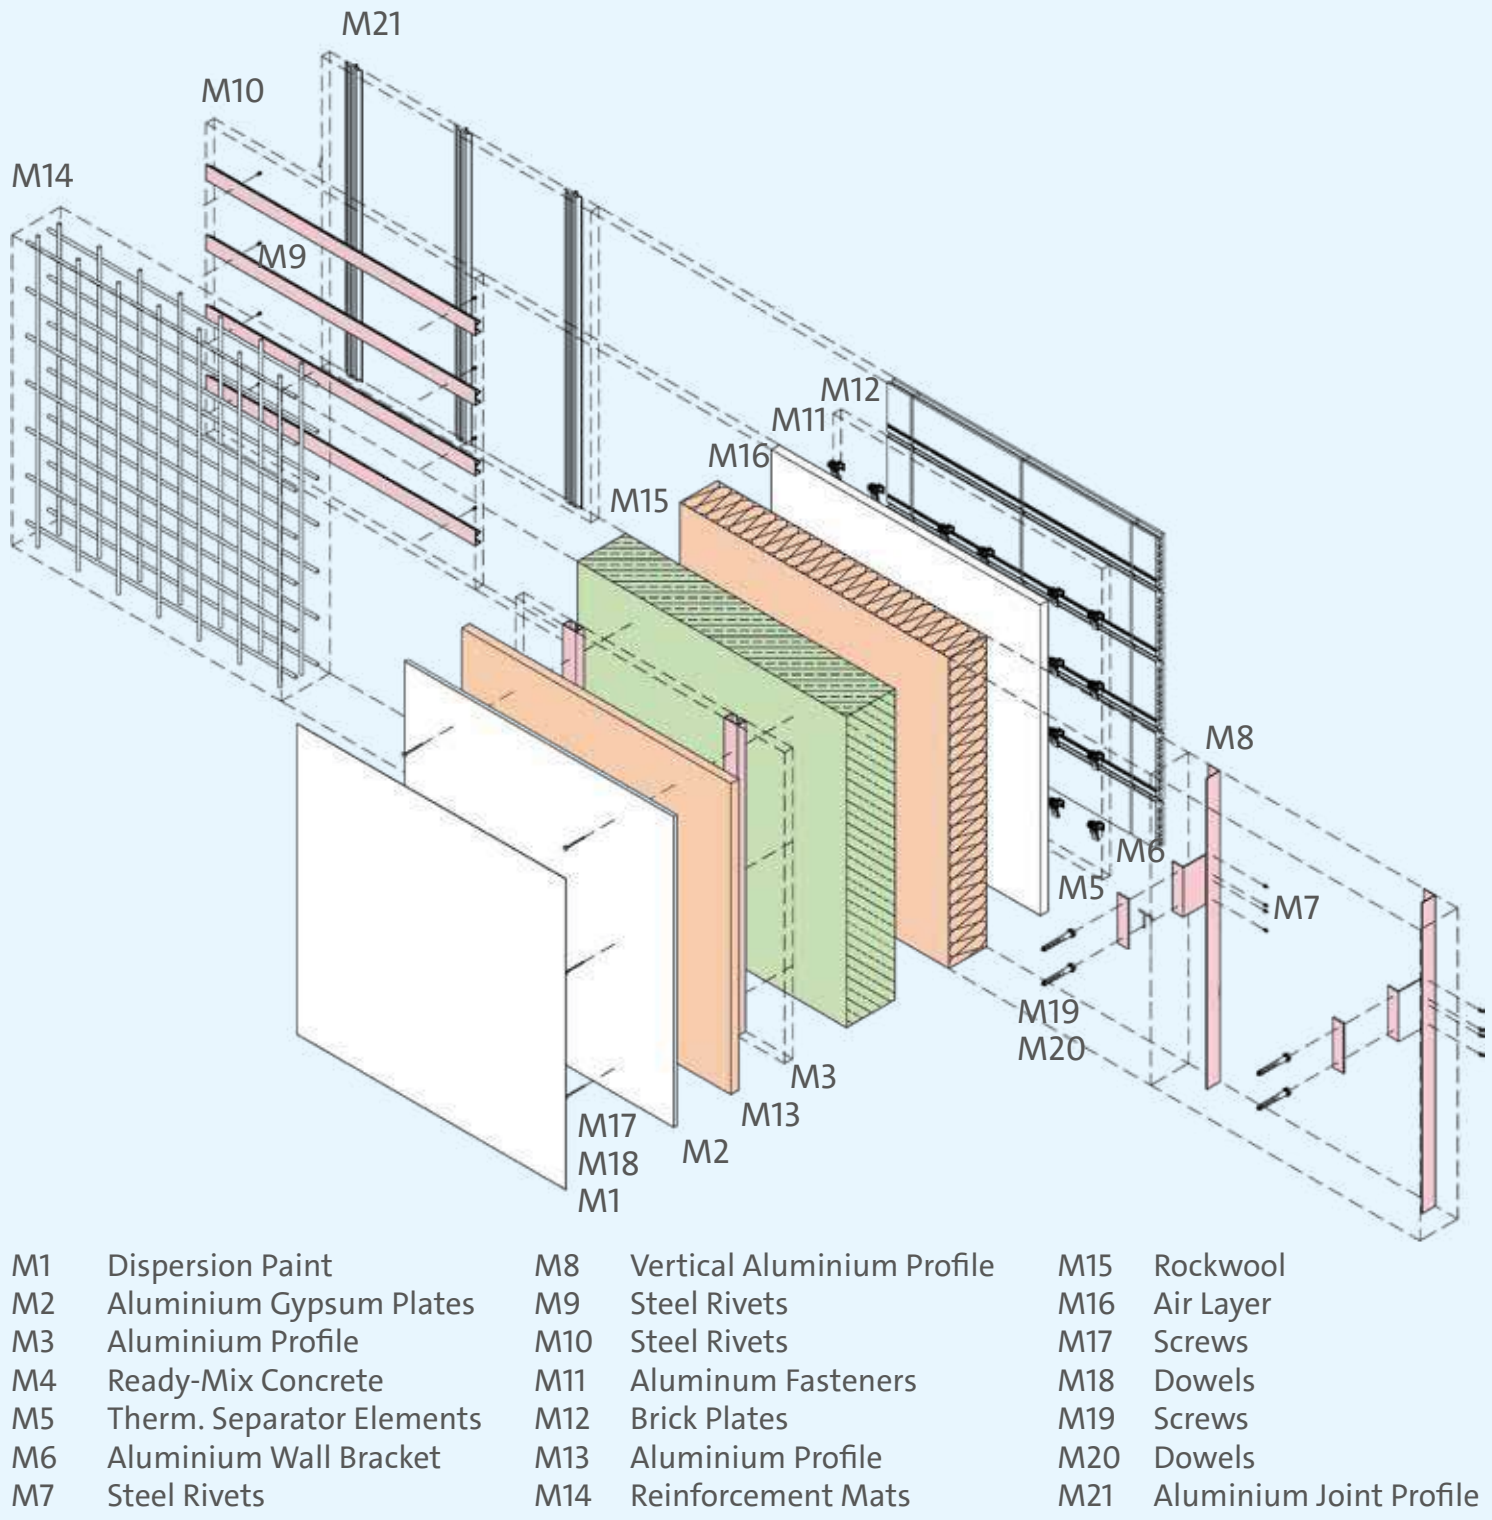 M21
M10
M14
M9
M12
M11
M16
M15
M8
M6
M5
M7
M19
M20
M3
M13
M17
M2
M18
M1
M1 Dispersion Paint
M2 Aluminium Gypsum Plates
M3 Aluminium Profile
M4 Ready-Mix Concrete
M5 Therm. Separator Elements
M6 Aluminium Wall Bracket
M7 Steel Rivets
M8 Vertical Aluminium Profile
M9 Steel Rivets
M10 Steel Rivets
M11 Aluminum Fasteners
M12 Brick Plates
M13 Aluminium Profile
M14 Reinforcement Mats
M15 Rockwool
M16 Air Layer
M17 Screws
M18 Dowels
M19 Screws
M20 Dowels
M21 Aluminium Joint Profile